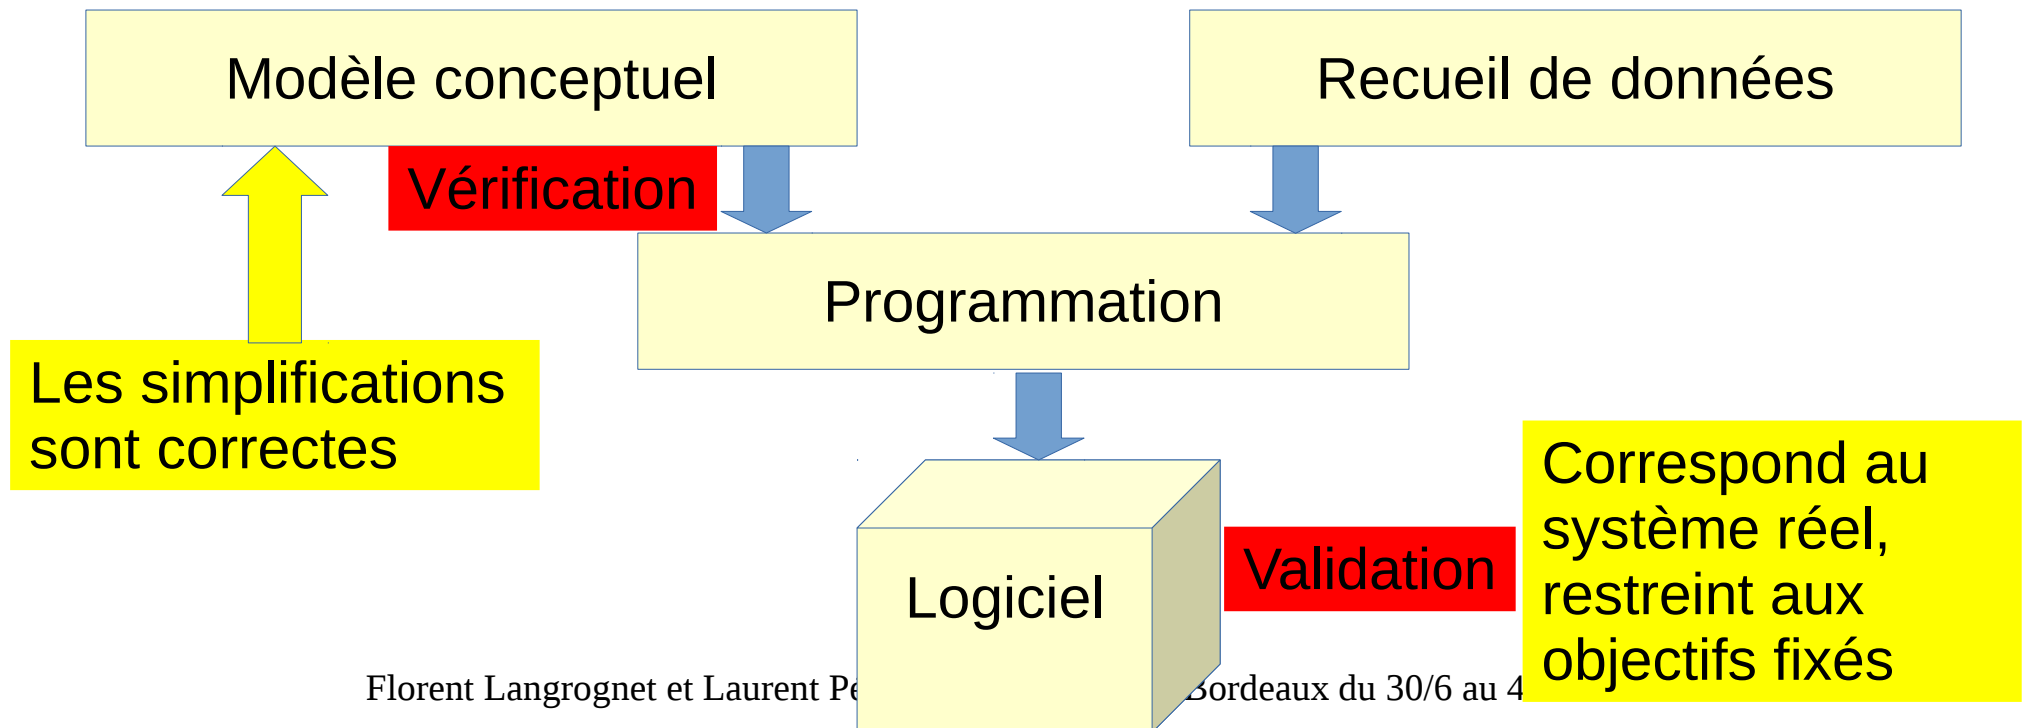 Modèle conceptuel
Recueil de données
Vérification
Programmation
Les simplifications
sont correctes
Correspond au
système réel,
restreint aux
objectifs fixés
Validation
Logiciel
Florent Langrognet et Laurent
Bordeaux du 30/6 au 4